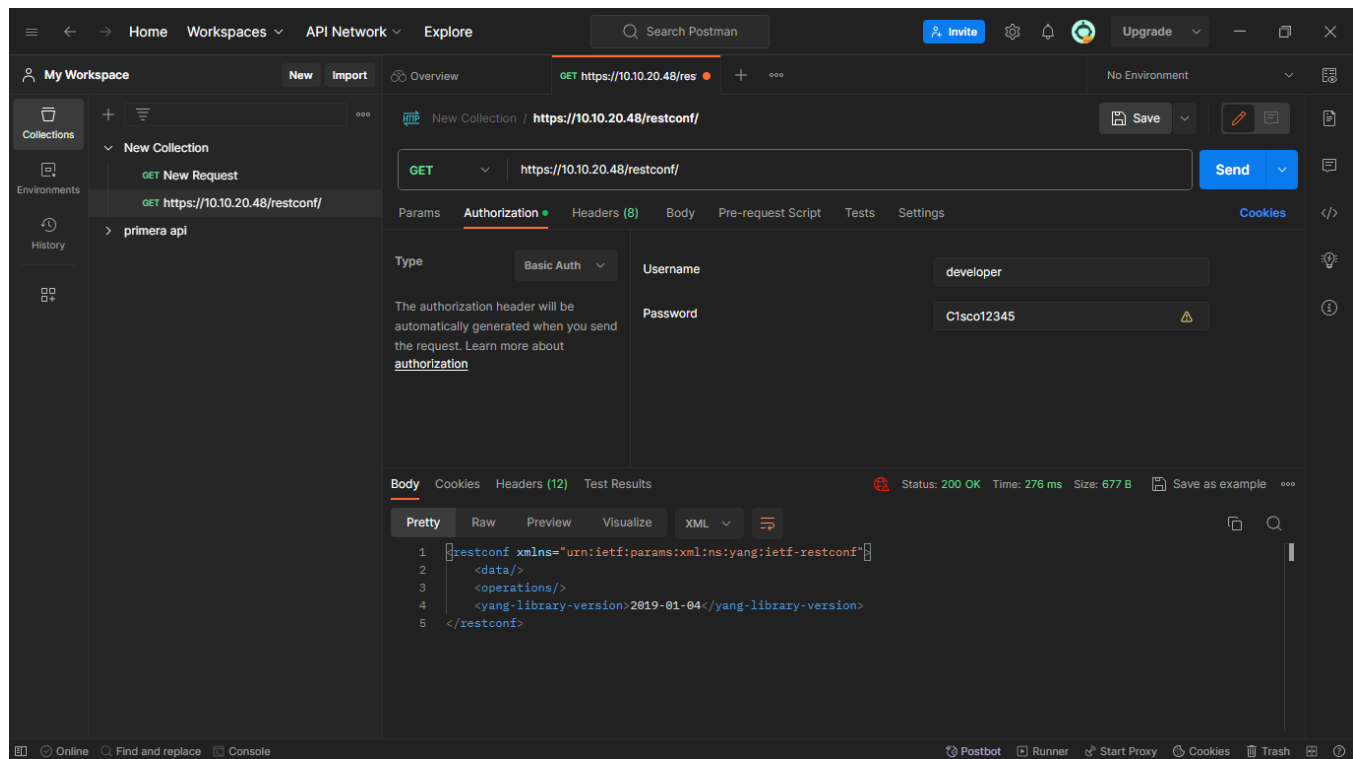 Home Workspaces API Network Explore Search Postman Invite Upgrade
My Workspace New Import Overview GET https://10.10.20.48/res No Environment
Collections
Environments
History
New Collection
GET New Request
GET https://10.10.20.48/restconf/
primera api
HTTP New Collection / https://10.10.20.48/restconf/ Save
GET https://10.10.20.48/restconf/ Send
Params Authorization Headers (8) Body Pre-request Script Tests Settings Cookies
Type Basic Auth
The authorization header will be
automatically generated when you send
the request. Learn more about
authorization
Username developer
Password C1sco12345
Body Cookies Headers (12) Test Results Status: 200 OK Time: 276 ms Size: 677 B Save as example
Pretty Raw Preview Visualize XML
1 <restconf xmlns="urn:ietf:params:xml:ns:yang:ietf-restconf">
2 <data/>
3 <operations/>
4 <yang-library-version>2019-01-04</yang-library-version>
5 </restconf>
Online Find and replace Console Postbot Runner Start Proxy Cookies Trash